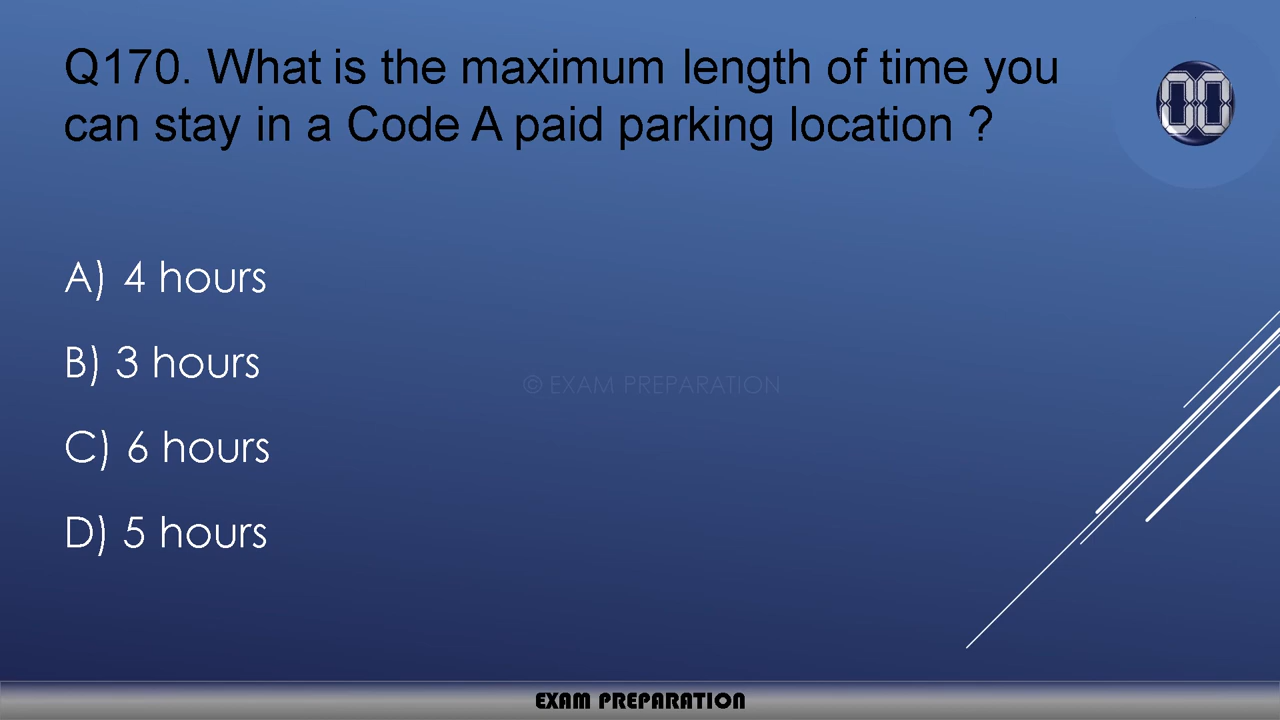 Q170. What is the maximum length of time you
can stay in a Code A paid parking location ?
00
A) 4 hours
B) 3 hours
© EXAM PREPARATION
C) 6 hours
D) 5 hours
EXAM PREPARATION